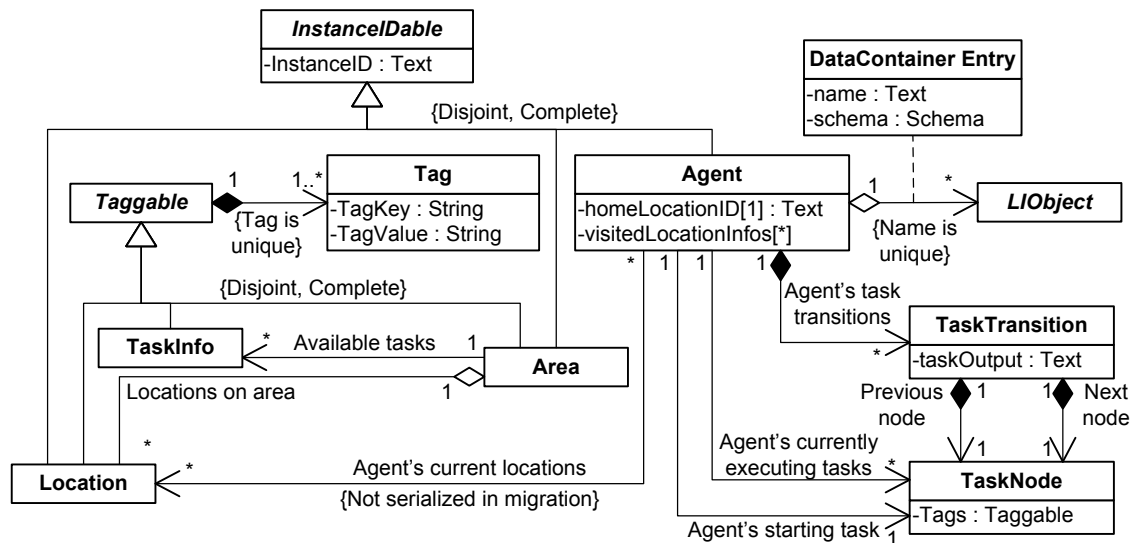 InstanceIDable
-InstanceID : Text
DataContainer Entry
-name : Text
-schema : Schema
{Disjoint, Complete}
Taggable
1
1..*
{Tag is
unique}
Tag
-TagKey : String
-TagValue : String
Agent
-homeLocationID[1] : Text
-visitedLocationInfos[*]
1
*
{Name is
unique}
LIObject
{Disjoint, Complete}
*
1
1
1
Agent's task
transitions
*
TaskInfo
*
Available tasks
1
Area
Locations on area
1
TaskTransition
-taskOutput : Text
Previous
node
1
1
Next
node
*
Location
*
Agent's current locations
{Not serialized in migration}
Agent's currently
executing tasks
*
1
1
TaskNode
-Tags : Taggable
Agent's starting task
1